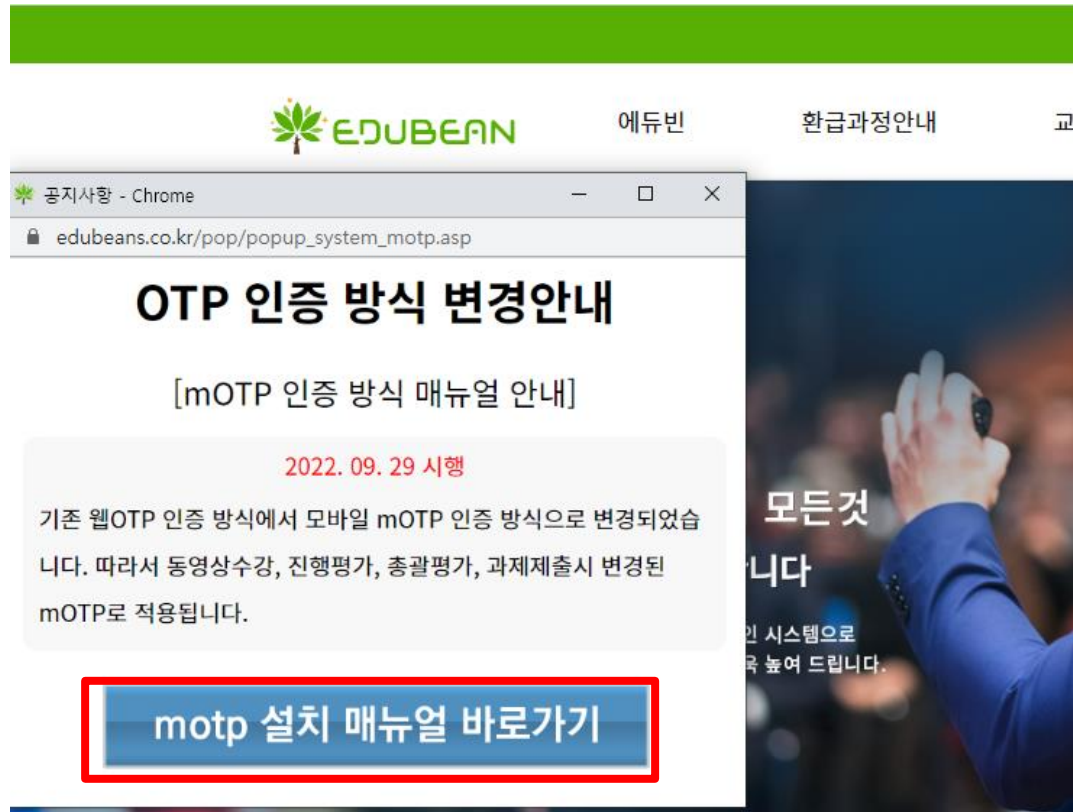 EDUBEAN
에듀빈
환급과정안내
교
공지사항 - Chrome
edubeans.co.kr/pop/popup_system_motp.asp
OTP 인증 방식 변경안내
[mOTP 인증 방식 매뉴얼 안내]
2022. 09. 29 시행
기존 웹OTP 인증 방식에서 모바일 mOTP 인증 방식으로 변경되었습
니다. 따라서 동영상수강, 진행평가, 총괄평가, 과제제출시 변경된
mOTP로 적용됩니다.
motp 설치 매뉴얼 바로가기
모든것
니다
인 시스템으로
욱 높여 드립니다.